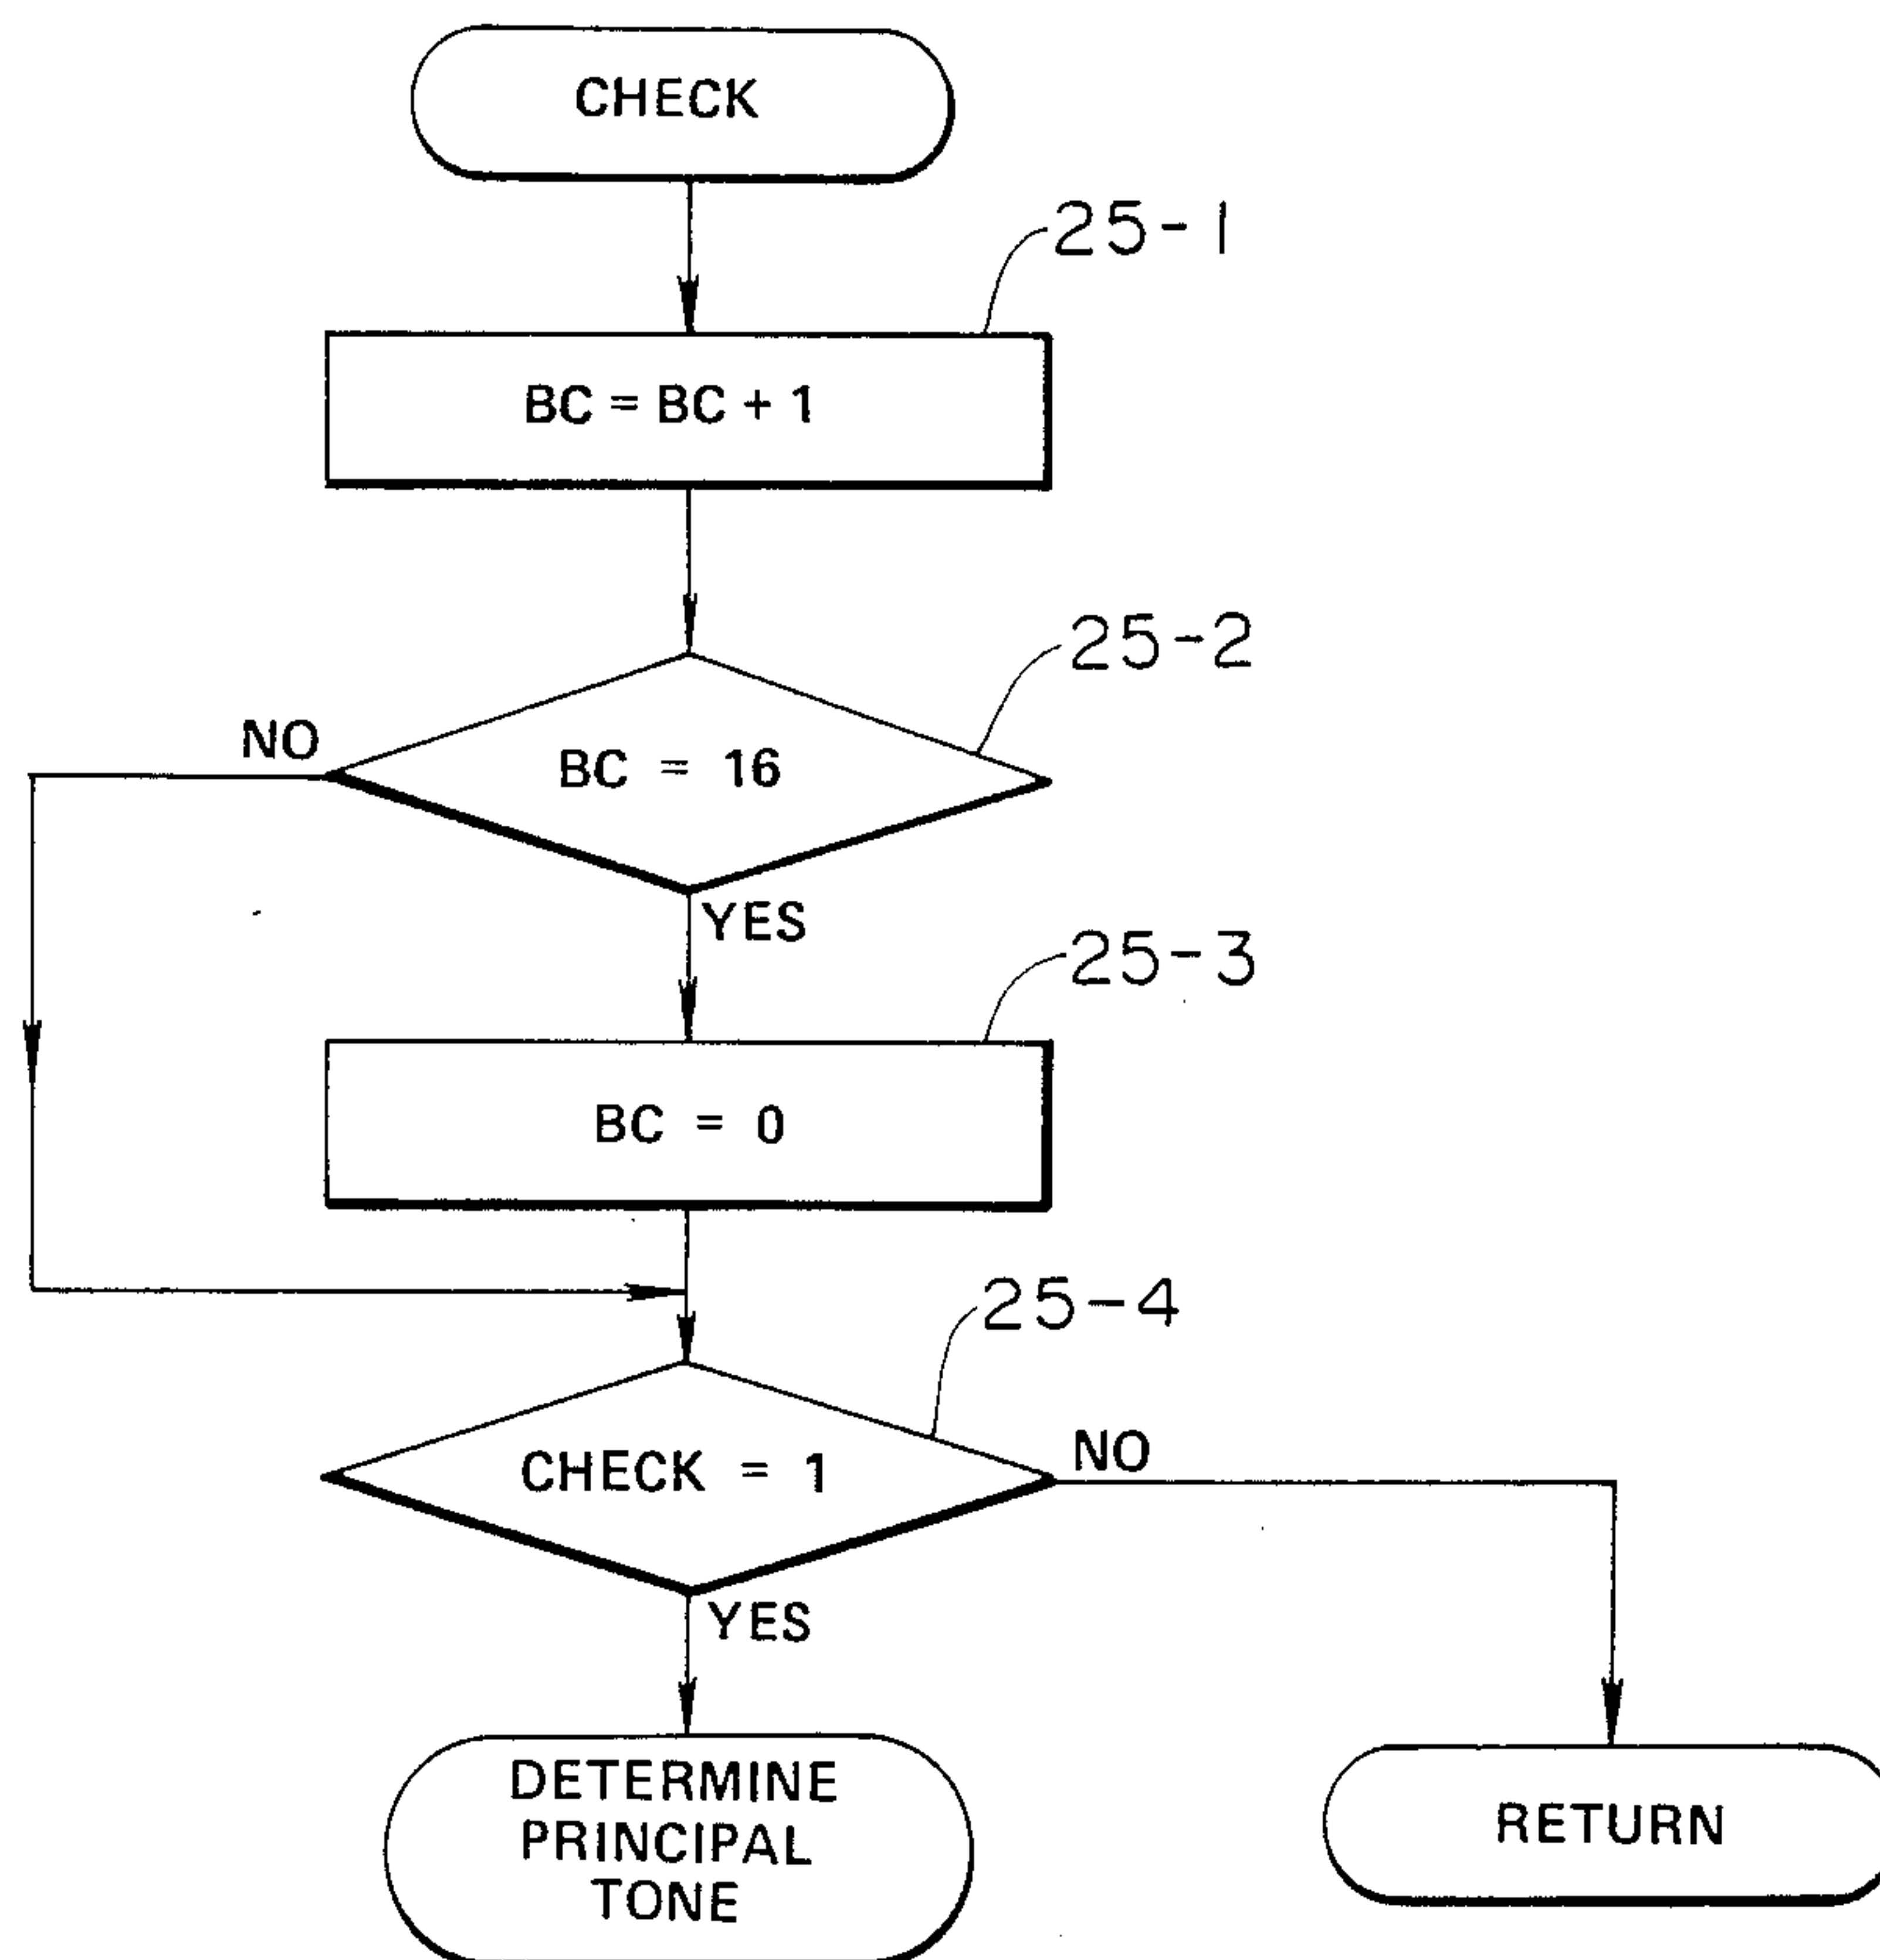 CHECK
25-1
BC = BC + 1
25-2
NO
BC = 16
YES
25-3
BC = 0
25-4
CHECK = 1
NO
YES
DETERMINE
PRINCIPAL
TONE
RETURN